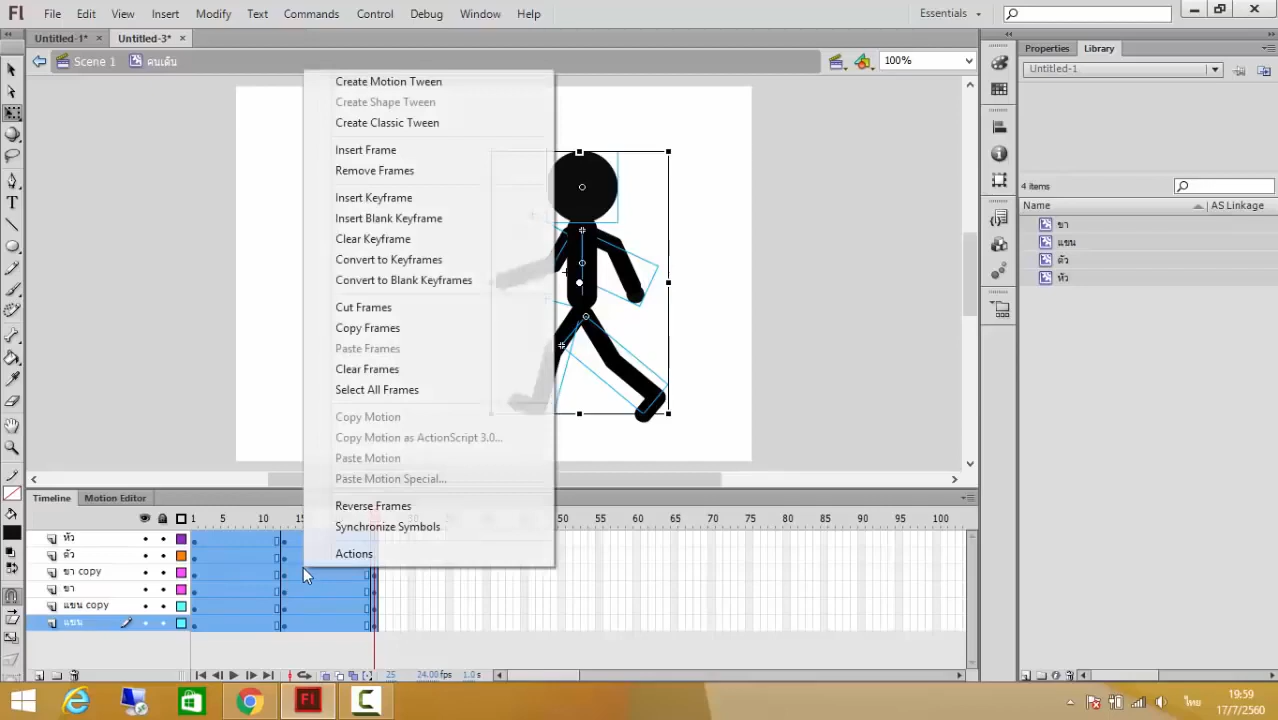 Fl File Edit View Insert Modify Text Commands Control Debug Window Help Essentials
Untitled-1* × Untitled-3* ×
Scene 1 คนเต้น 100%
Properties Library
Untitled-1
4 items
Name AS Linkage
ขา
แขน
ตัว
หัว
Create Motion Tween
Create Shape Tween
Create Classic Tween
Insert Frame
Remove Frames
Insert Keyframe
Insert Blank Keyframe
Clear Keyframe
Convert to Keyframes
Convert to Blank Keyframes
Cut Frames
Copy Frames
Paste Frames
Clear Frames
Select All Frames
Copy Motion
Copy Motion as ActionScript 3.0...
Paste Motion
Paste Motion Special...
Reverse Frames
Synchronize Symbols
Actions
Timeline Motion Editor
1 5 10 15 50 55 60 65 70 75 80 85 90 95 100
หัว
ตัว
ขา copy
ขา
แขน copy
แขน
25 24.00 fps 1.0 s
Fl C ไทย 19:59
17/7/2560